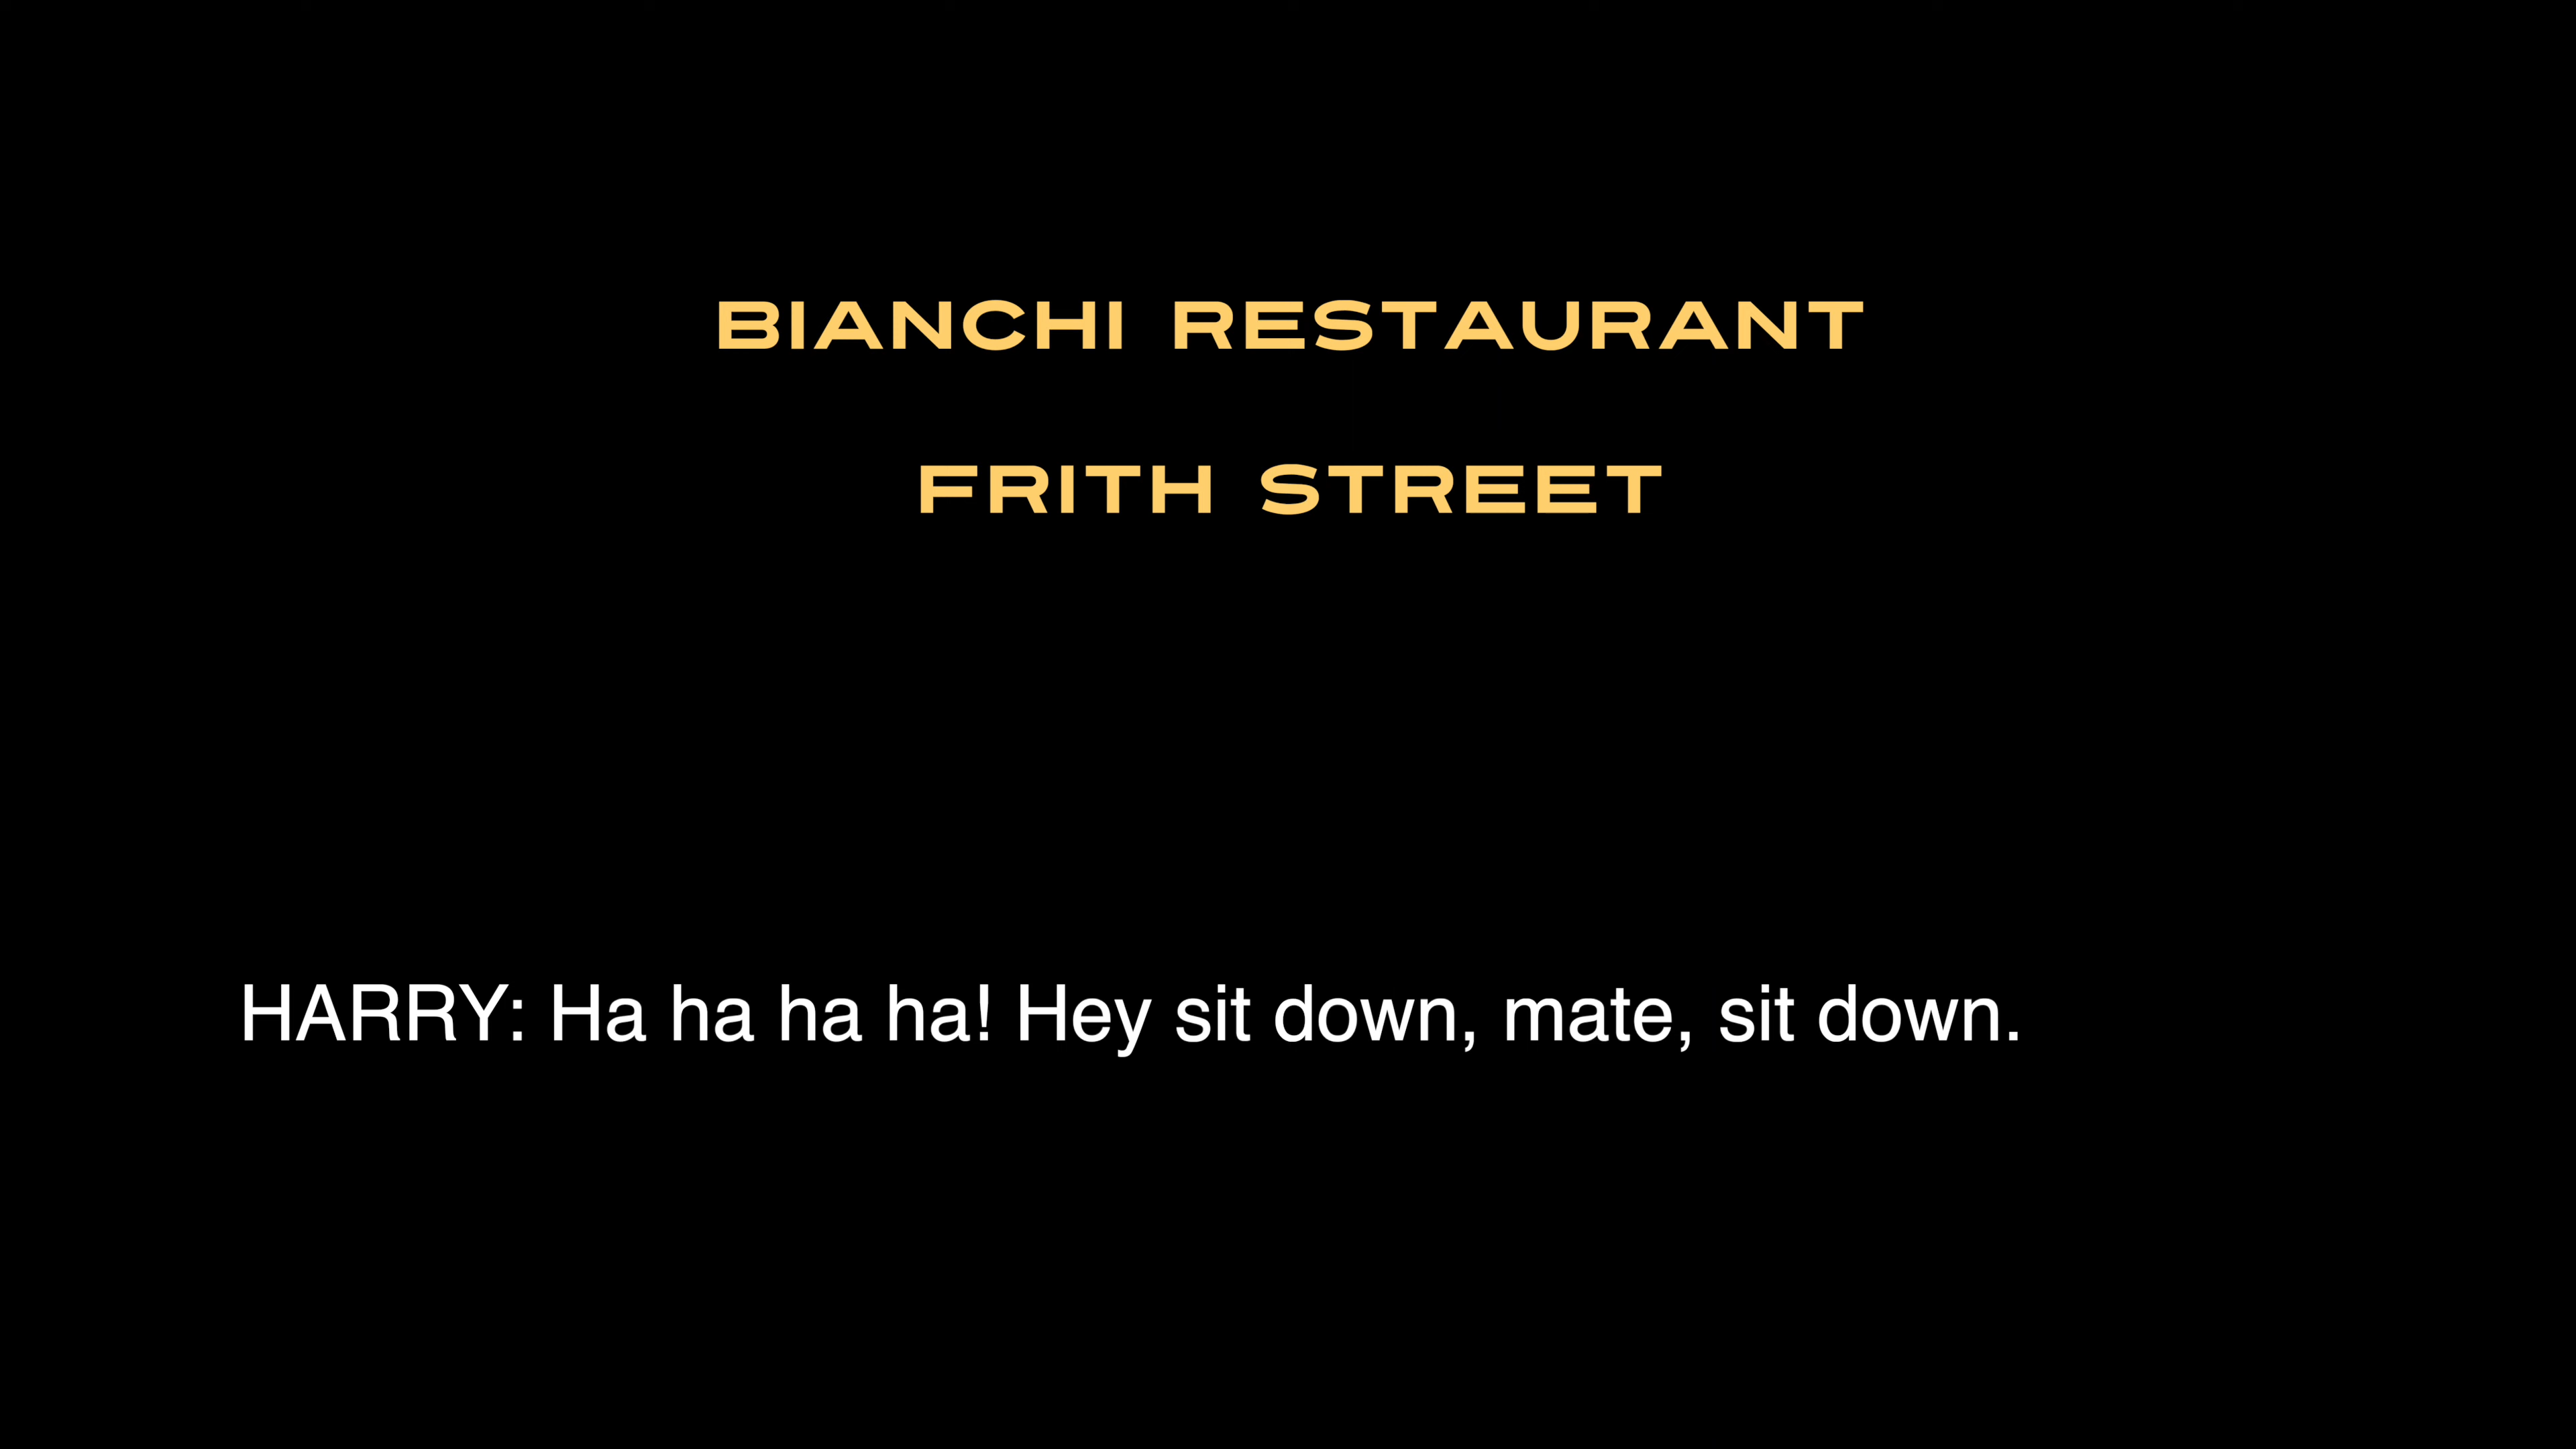 BIANCHI RESTAURANT
FRITH STREET
HARRY: Ha ha ha ha! Hey sit down, mate, sit down.